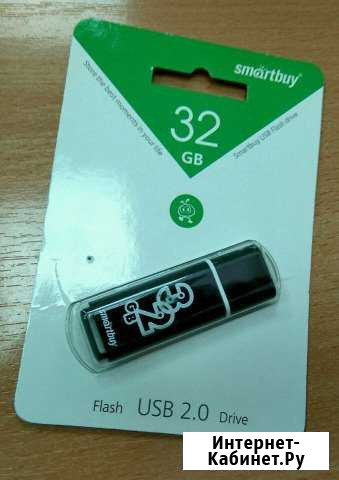 smartbuy
Store the best moments in your life
32
GB
Smartbuy USB Flash drive
smartbuy
32
GB
Flash USB 2.0 Drive
Интернет-
Кабинет.Ру